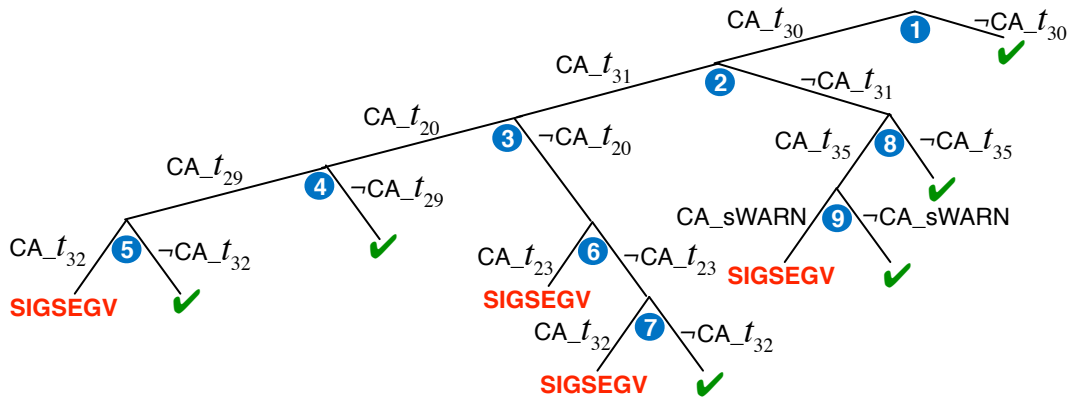 CA_t30
1
¬CA_t30
✔
CA_t31
2
¬CA_t31
CA_t20
3
¬CA_t20
CA_t35
8
¬CA_t35
✔
CA_t29
4
¬CA_t29
✔
CA_sWARN
9
¬CA_sWARN
SIGSEGV
✔
CA_t32
5
¬CA_t32
SIGSEGV
✔
CA_t23
6
¬CA_t23
SIGSEGV
CA_t32
7
¬CA_t32
SIGSEGV
✔